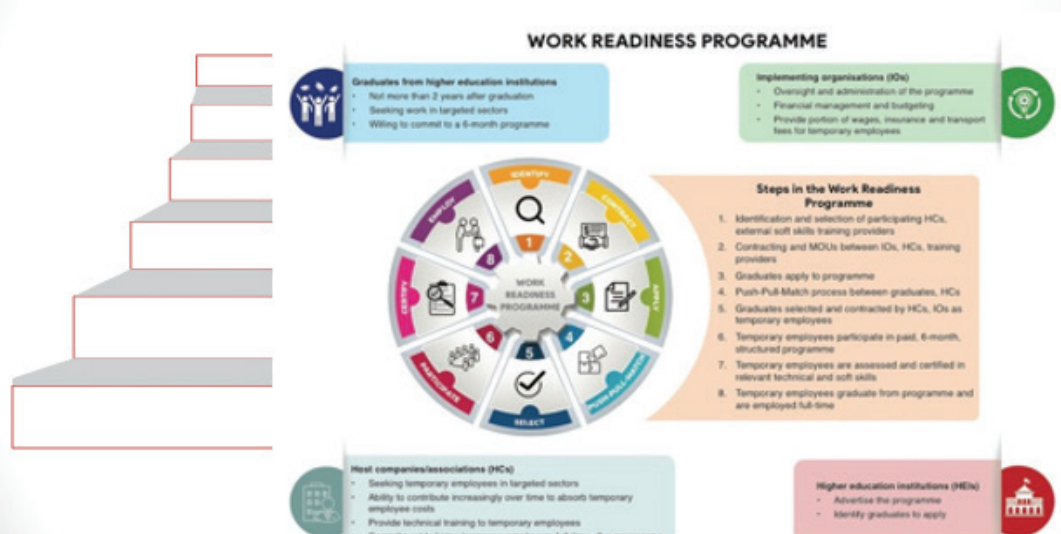 WORK READINESS PROGRAMME
Graduates from higher education institutions
• Not more than 2 years after graduation
• Seeking work in targeted sectors
• Willing to commit to a 6-month programme
Implementing organisations (IOs)
• Oversight and administration of the programme
• Financial management and budgeting
• Provide portion of wages, insurance and transport
fees for temporary employees
IDENTIFY
CONTRACT
APPLY
PUSH-PULL-MATCH
SELECT
PARTICIPATE
CERTIFY
EMPLOY
1
2
3
4
5
6
7
8
WORK
READINESS
PROGRAMME
Steps in the Work Readiness
Programme
1. Identification and selection of participating HCs,
external soft skills training providers
2. Contracting and MOUs between IOs, HCs, training
providers
3. Graduates apply to programme
4. Push-Pull-Match process between graduates, HCs
5. Graduates selected and contracted by HCs, IOs as
temporary employees
6. Temporary employees participate in paid, 6-month,
structured programme
7. Temporary employees are assessed and certified in
relevant technical and soft skills
8. Temporary employees graduate from programme and
are employed full-time
Host companies/associations (HCs)
• Seeking temporary employees in targeted sectors
• Ability to contribute increasingly over time to absorb temporary
employee costs
• Provide technical training to temporary employees
Higher education institutions (HEIs)
• Advertise the programme
• Identify graduates to apply